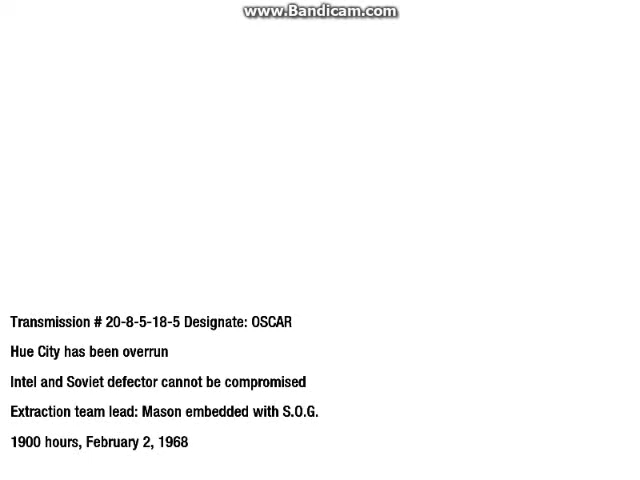 www.Bandicam.com
Transmission # 20-8-5-18-5 Designate: OSCAR
Hue City has been overrun
Intel and Soviet defector cannot be compromised
Extraction team lead: Mason embedded with S.O.G.
1900 hours, February 2, 1968